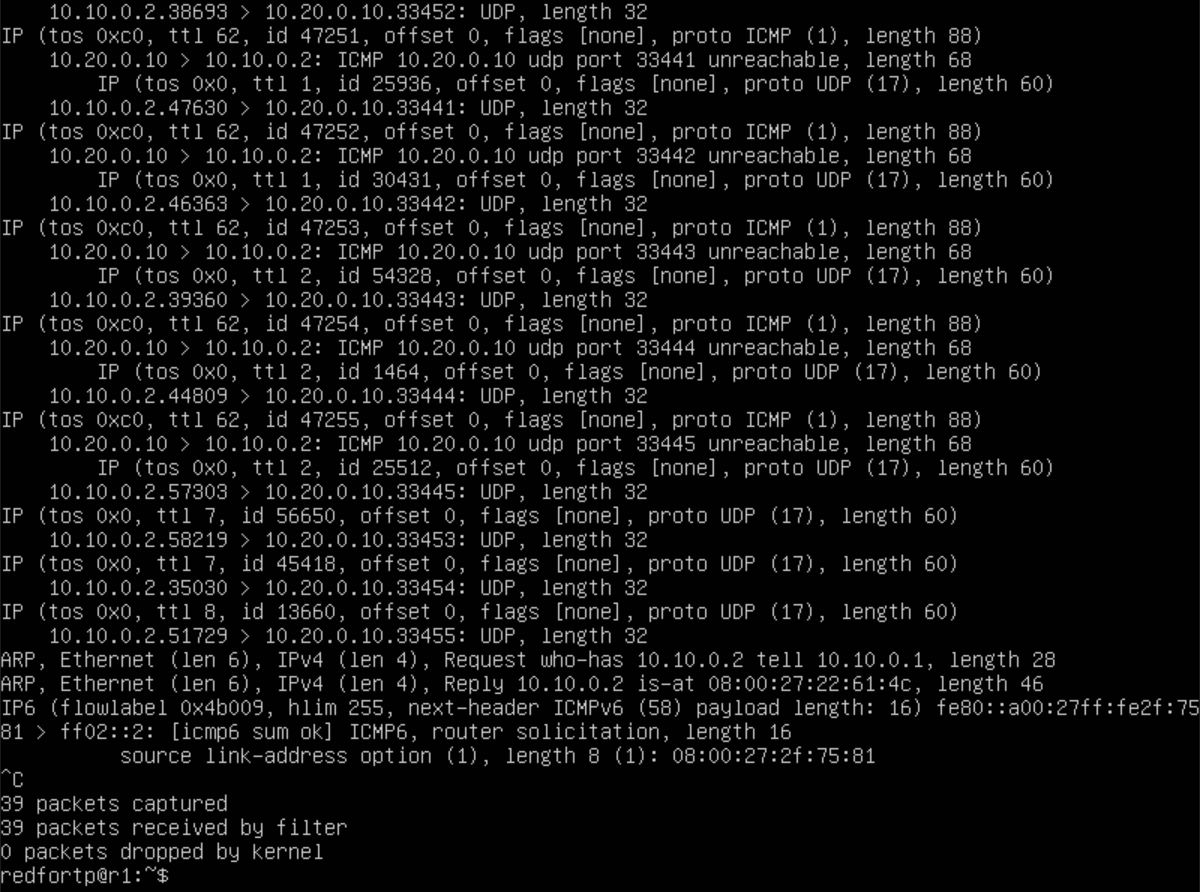 10.10.0.2.38693 > 10.20.0.10.33452: UDP, length 32
IP (tos 0xc0, ttl 62, id 47251, offset 0, flags [none], proto ICMP (1), length 88)
    10.20.0.10 > 10.10.0.2: ICMP 10.20.0.10 udp port 33441 unreachable, length 68
        IP (tos 0x0, ttl 1, id 25936, offset 0, flags [none], proto UDP (17), length 60)
    10.10.0.2.47630 > 10.20.0.10.33441: UDP, length 32
IP (tos 0xc0, ttl 62, id 47252, offset 0, flags [none], proto ICMP (1), length 88)
    10.20.0.10 > 10.10.0.2: ICMP 10.20.0.10 udp port 33442 unreachable, length 68
        IP (tos 0x0, ttl 1, id 30431, offset 0, flags [none], proto UDP (17), length 60)
    10.10.0.2.46363 > 10.20.0.10.33442: UDP, length 32
IP (tos 0xc0, ttl 62, id 47253, offset 0, flags [none], proto ICMP (1), length 88)
    10.20.0.10 > 10.10.0.2: ICMP 10.20.0.10 udp port 33443 unreachable, length 68
        IP (tos 0x0, ttl 2, id 54328, offset 0, flags [none], proto UDP (17), length 60)
    10.10.0.2.39360 > 10.20.0.10.33443: UDP, length 32
IP (tos 0xc0, ttl 62, id 47254, offset 0, flags [none], proto ICMP (1), length 88)
    10.20.0.10 > 10.10.0.2: ICMP 10.20.0.10 udp port 33444 unreachable, length 68
        IP (tos 0x0, ttl 2, id 1464, offset 0, flags [none], proto UDP (17), length 60)
    10.10.0.2.44809 > 10.20.0.10.33444: UDP, length 32
IP (tos 0xc0, ttl 62, id 47255, offset 0, flags [none], proto ICMP (1), length 88)
    10.20.0.10 > 10.10.0.2: ICMP 10.20.0.10 udp port 33445 unreachable, length 68
        IP (tos 0x0, ttl 2, id 25512, offset 0, flags [none], proto UDP (17), length 60)
    10.10.0.2.57303 > 10.20.0.10.33445: UDP, length 32
IP (tos 0x0, ttl 7, id 56650, offset 0, flags [none], proto UDP (17), length 60)
    10.10.0.2.58219 > 10.20.0.10.33453: UDP, length 32
IP (tos 0x0, ttl 7, id 45418, offset 0, flags [none], proto UDP (17), length 60)
    10.10.0.2.35030 > 10.20.0.10.33454: UDP, length 32
IP (tos 0x0, ttl 8, id 13660, offset 0, flags [none], proto UDP (17), length 60)
    10.10.0.2.51729 > 10.20.0.10.33455: UDP, length 32
ARP, Ethernet (len 6), IPv4 (len 4), Request who-has 10.10.0.2 tell 10.10.0.1, length 28
ARP, Ethernet (len 6), IPv4 (len 4), Reply 10.10.0.2 is-at 08:00:27:22:61:4c, length 46
IP6 (flowlabel 0x4b009, hlim 255, next-header ICMPv6 (58) payload length: 16) fe80::a00:27ff:fe2f:75
81 > ff02::2: [icmp6 sum ok] ICMP6, router solicitation, length 16
          source link-address option (1), length 8 (1): 08:00:27:2f:75:81
^C
39 packets captured
39 packets received by filter
0 packets dropped by kernel
redfortp@r1:~$